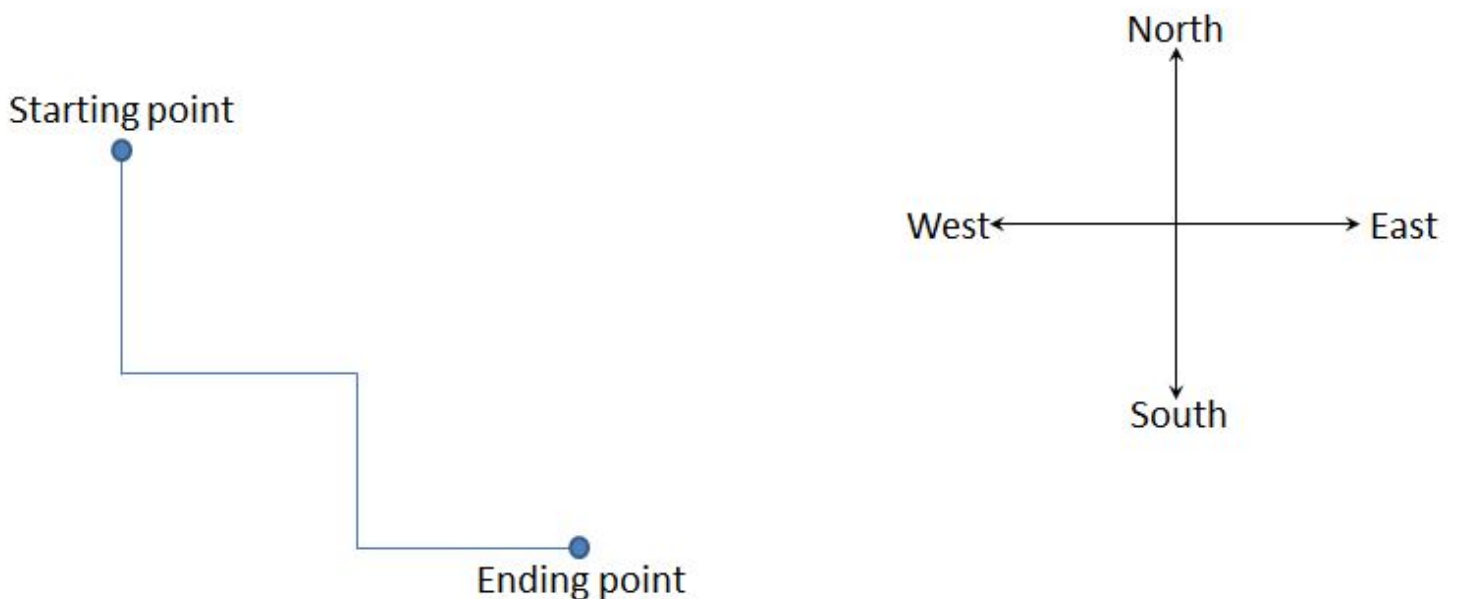 Starting point
Ending point
North
West
East
South